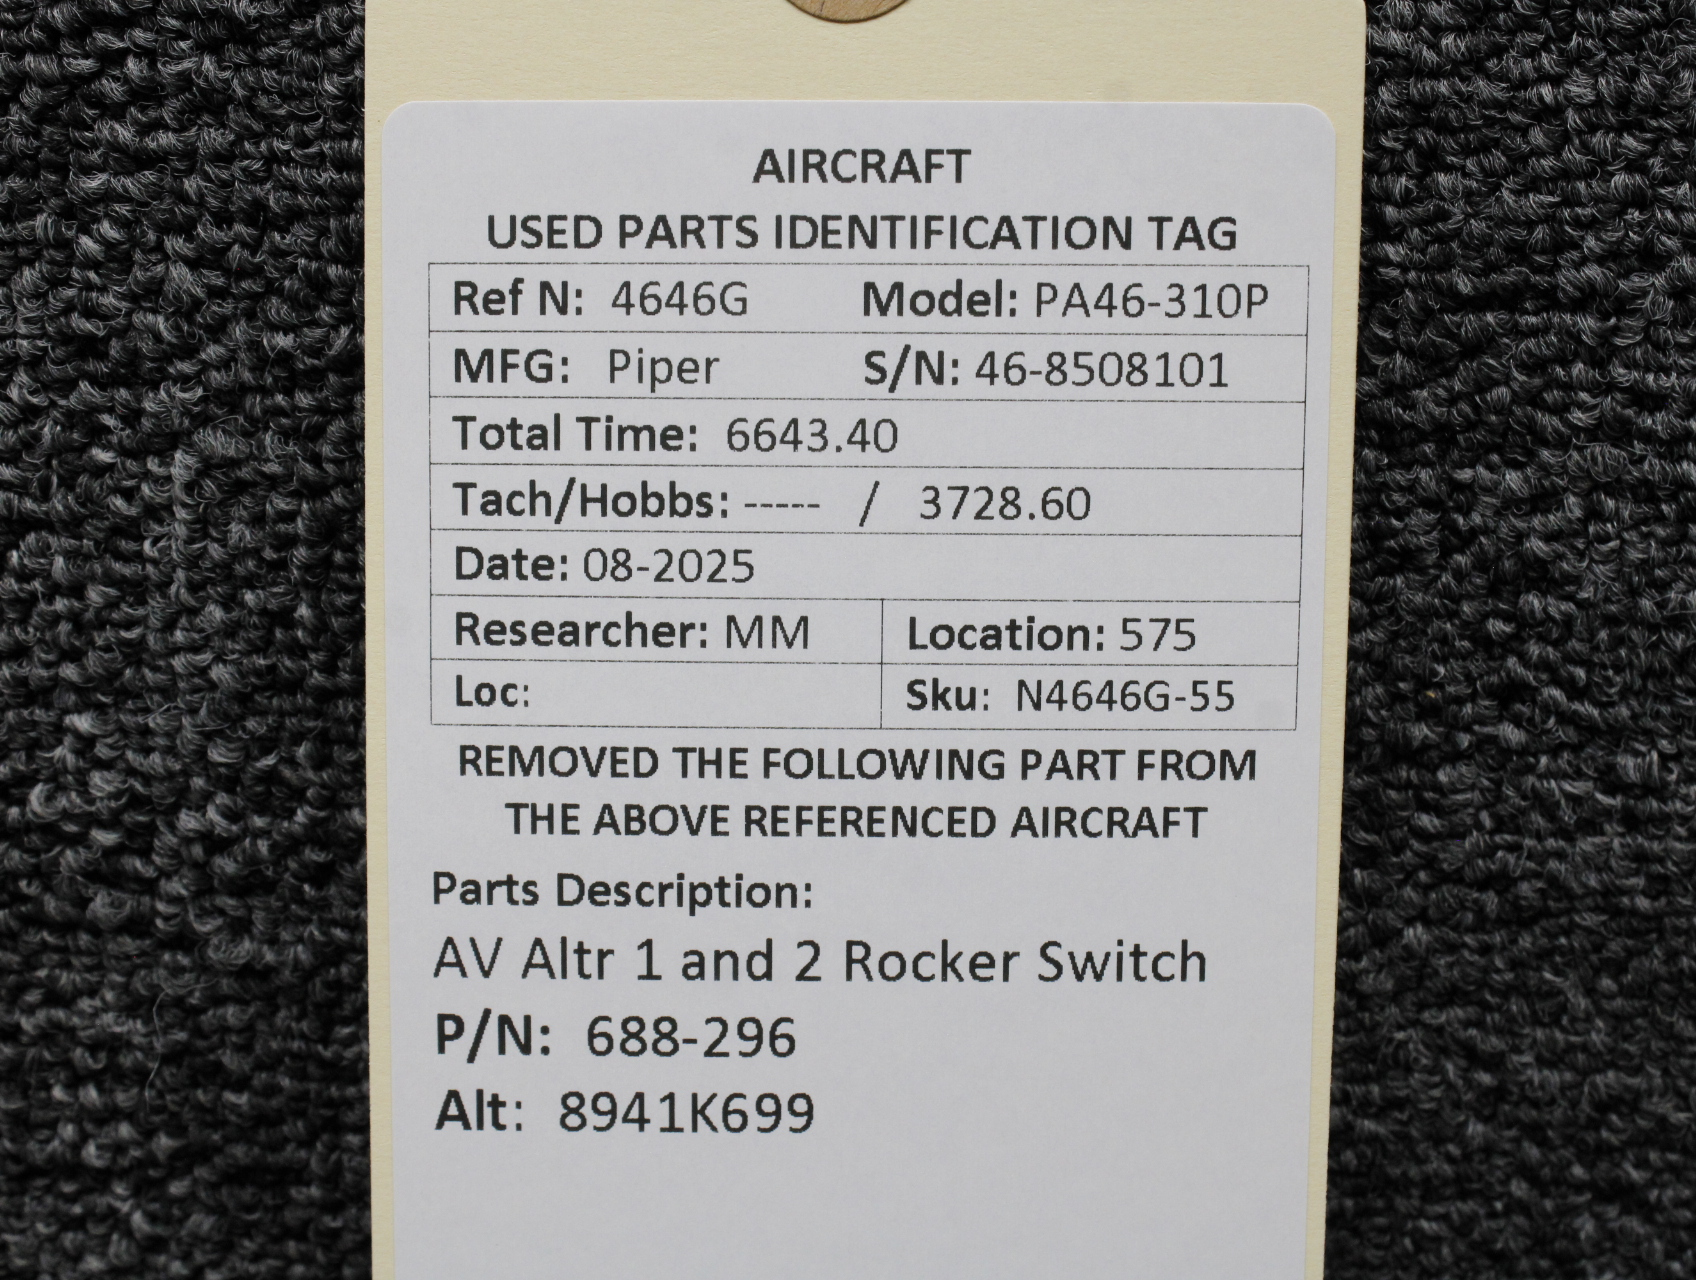 AIRCRAFT
USED PARTS IDENTIFICATION TAG
Ref N: 4646G Model: PA46-310P
MFG: Piper S/N: 46-8508101
Total Time: 6643.40
Tach/Hobbs: ----- / 3728.60
Date: 08-2025
Researcher: MM Location: 575
Loc: Sku: N4646G-55
REMOVED THE FOLLOWING PART FROM
THE ABOVE REFERENCED AIRCRAFT
Parts Description:
AV Altr 1 and 2 Rocker Switch
P/N: 688-296
Alt: 8941K699